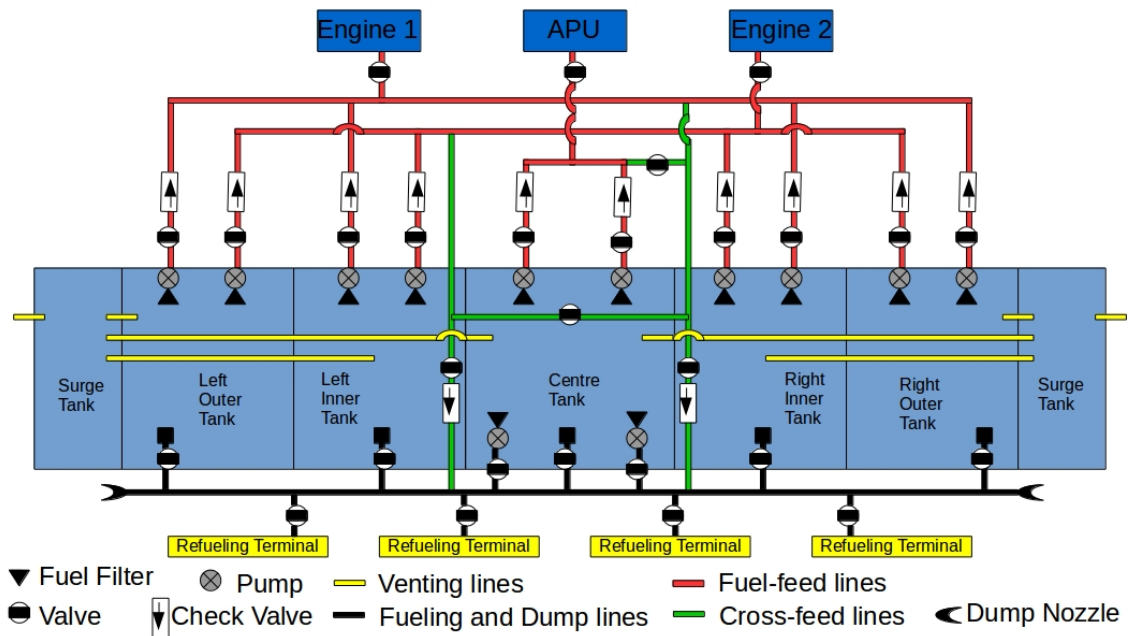 Engine 1
APU
Engine 2
Surge
Tank
Left
Outer
Tank
Left
Inner
Tank
Centre
Tank
Right
Inner
Tank
Right
Outer
Tank
Surge
Tank
Refueling Terminal
Refueling Terminal
Refueling Terminal
Refueling Terminal
Fuel Filter
Pump
Venting lines
Fuel-feed lines
Valve
Check Valve
Fueling and Dump lines
Cross-feed lines
Dump Nozzle